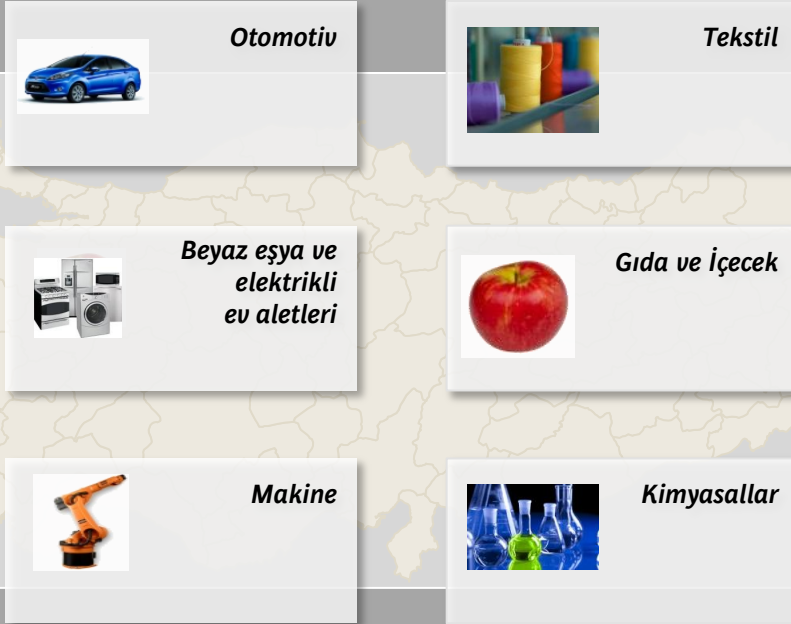 Otomotiv
Tekstil
Beyaz eşya ve
elektrikli
ev aletleri
Gıda ve İçecek
Makine
Kimyasallar